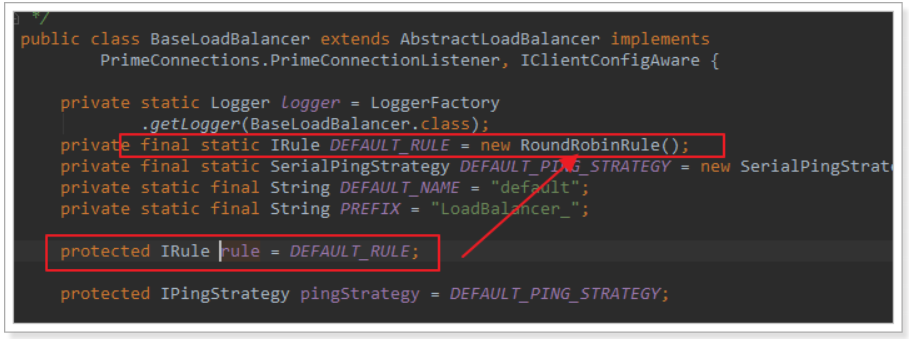 */
public class BaseLoadBalancer extends AbstractLoadBalancer implements
PrimeConnections.PrimeConnectionListener, IClientConfigAware {
private static Logger logger = LoggerFactory
.getLogger(BaseLoadBalancer.class);
private final static IRule DEFAULT_RULE = new RoundRobinRule();
private final static SerialPingStrategy DEFAULT_PING_STRATEGY = new SerialPingStrate
private static final String DEFAULT_NAME = "default";
private static final String PREFIX = "LoadBalancer_";
protected IRule rule = DEFAULT_RULE;
protected IPingStrategy pingStrategy = DEFAULT_PING_STRATEGY;